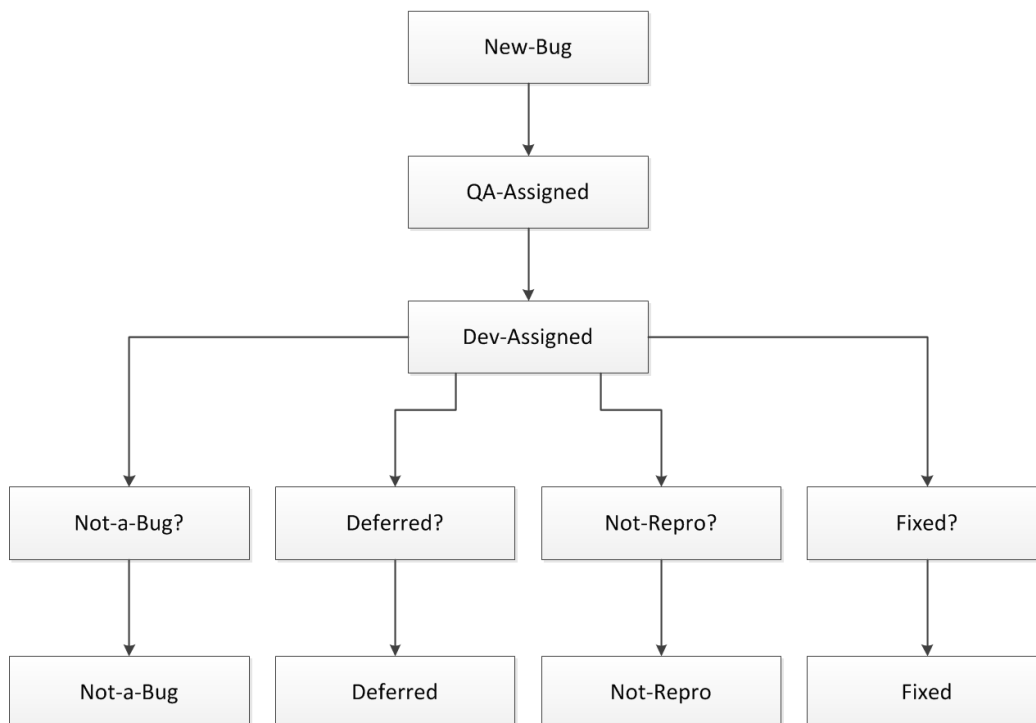 New-Bug
QA-Assigned
Dev-Assigned
Not-a-Bug?
Deferred?
Not-Repro?
Fixed?
Not-a-Bug
Deferred
Not-Repro
Fixed